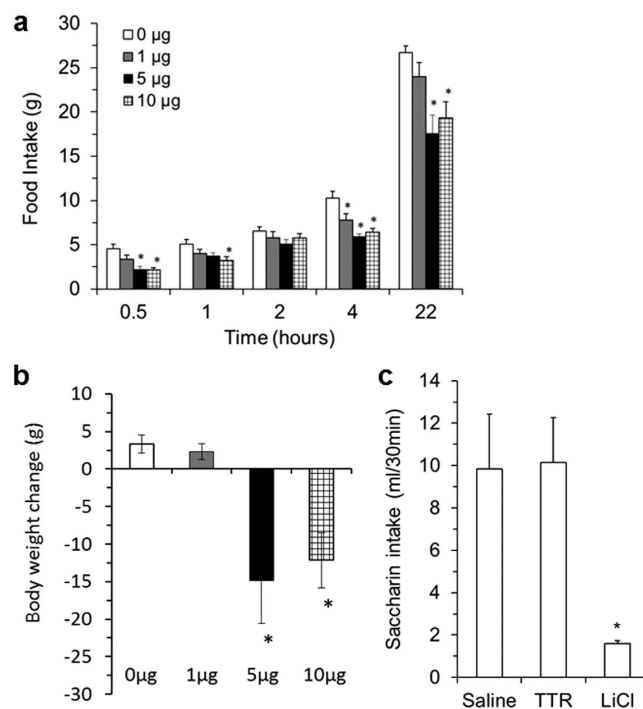 a
Food Intake (g)
30
25
20
15
10
5
0
0 µg
1 µg
5 µg
10 µg
* *
*
* * *
* *
0.5 1 2 4 22
Time (hours)
b
Body weight change (g)
10
5
0
-5
-10
-15
-20
-25
-30
* *
0µg 1µg 5µg 10µg
c
Saccharin intake (ml/30min)
14
12
10
8
6
4
2
0
*
Saline TTR LiCl